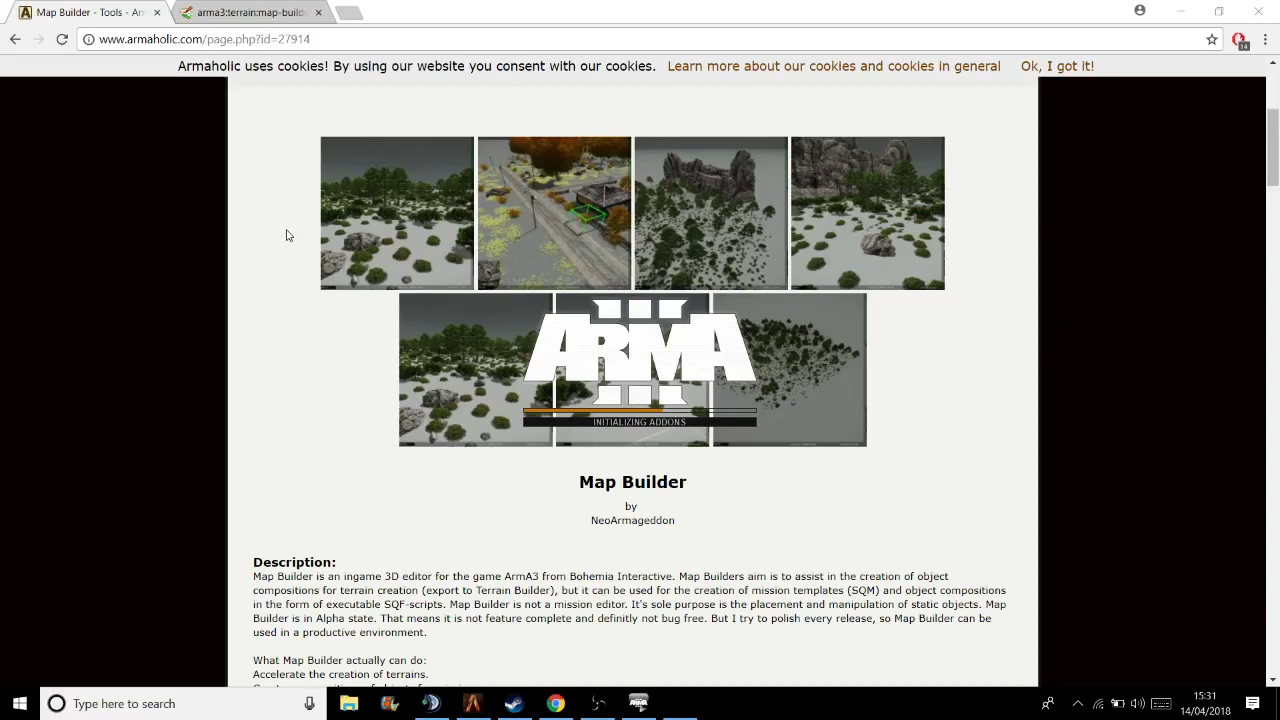 Map Builder - Tools - Arm
arma3:terrain:map-builde
www.armaholic.com/page.php?id=27914
14
Armaholic uses cookies! By using our website you consent with our cookies. Learn more about our cookies and cookies in general Ok, I got it!
ARMA
III
INITIALIZING ADDONS
Map Builder
by
NeoArmageddon
Description:
Map Builder is an ingame 3D editor for the game ArmA3 from Bohemia Interactive. Map Builders aim is to assist in the creation of object
compositions for terrain creation (export to Terrain Builder), but it can be used for the creation of mission templates (SQM) and object compositions
in the form of executable SQF-scripts. Map Builder is not a mission editor. It's sole purpose is the placement and manipulation of static objects. Map
Builder is in Alpha state. That means it is not feature complete and definitly not bug free. But I try to polish every release, so Map Builder can be
used in a productive environment.
What Map Builder actually can do:
Accelerate the creation of terrains.
Type here to search
15:31
14/04/2018